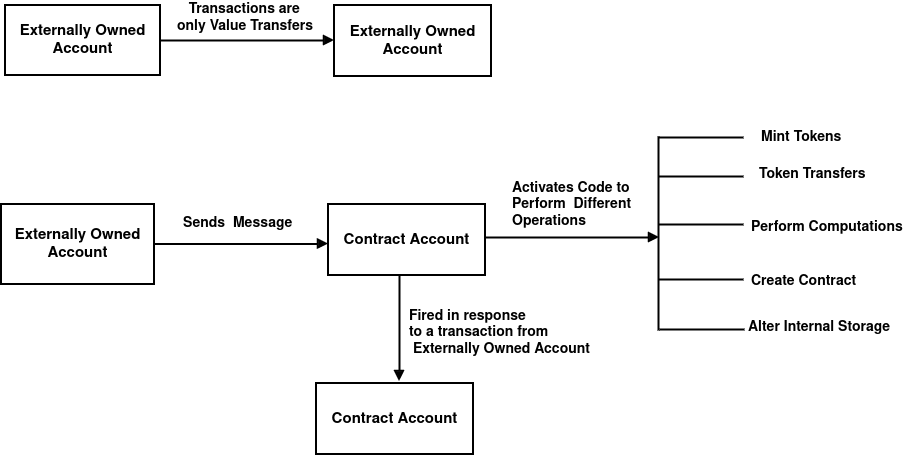 Externally Owned
Account
Transactions are
only Value Transfers
Externally Owned
Account
Externally Owned
Account
Sends Message
Contract Account
Activates Code to
Perform Different
Operations
Mint Tokens
Token Transfers
Perform Computations
Create Contract
Alter Internal Storage
Fired in response
to a transaction from
Externally Owned Account
Contract Account